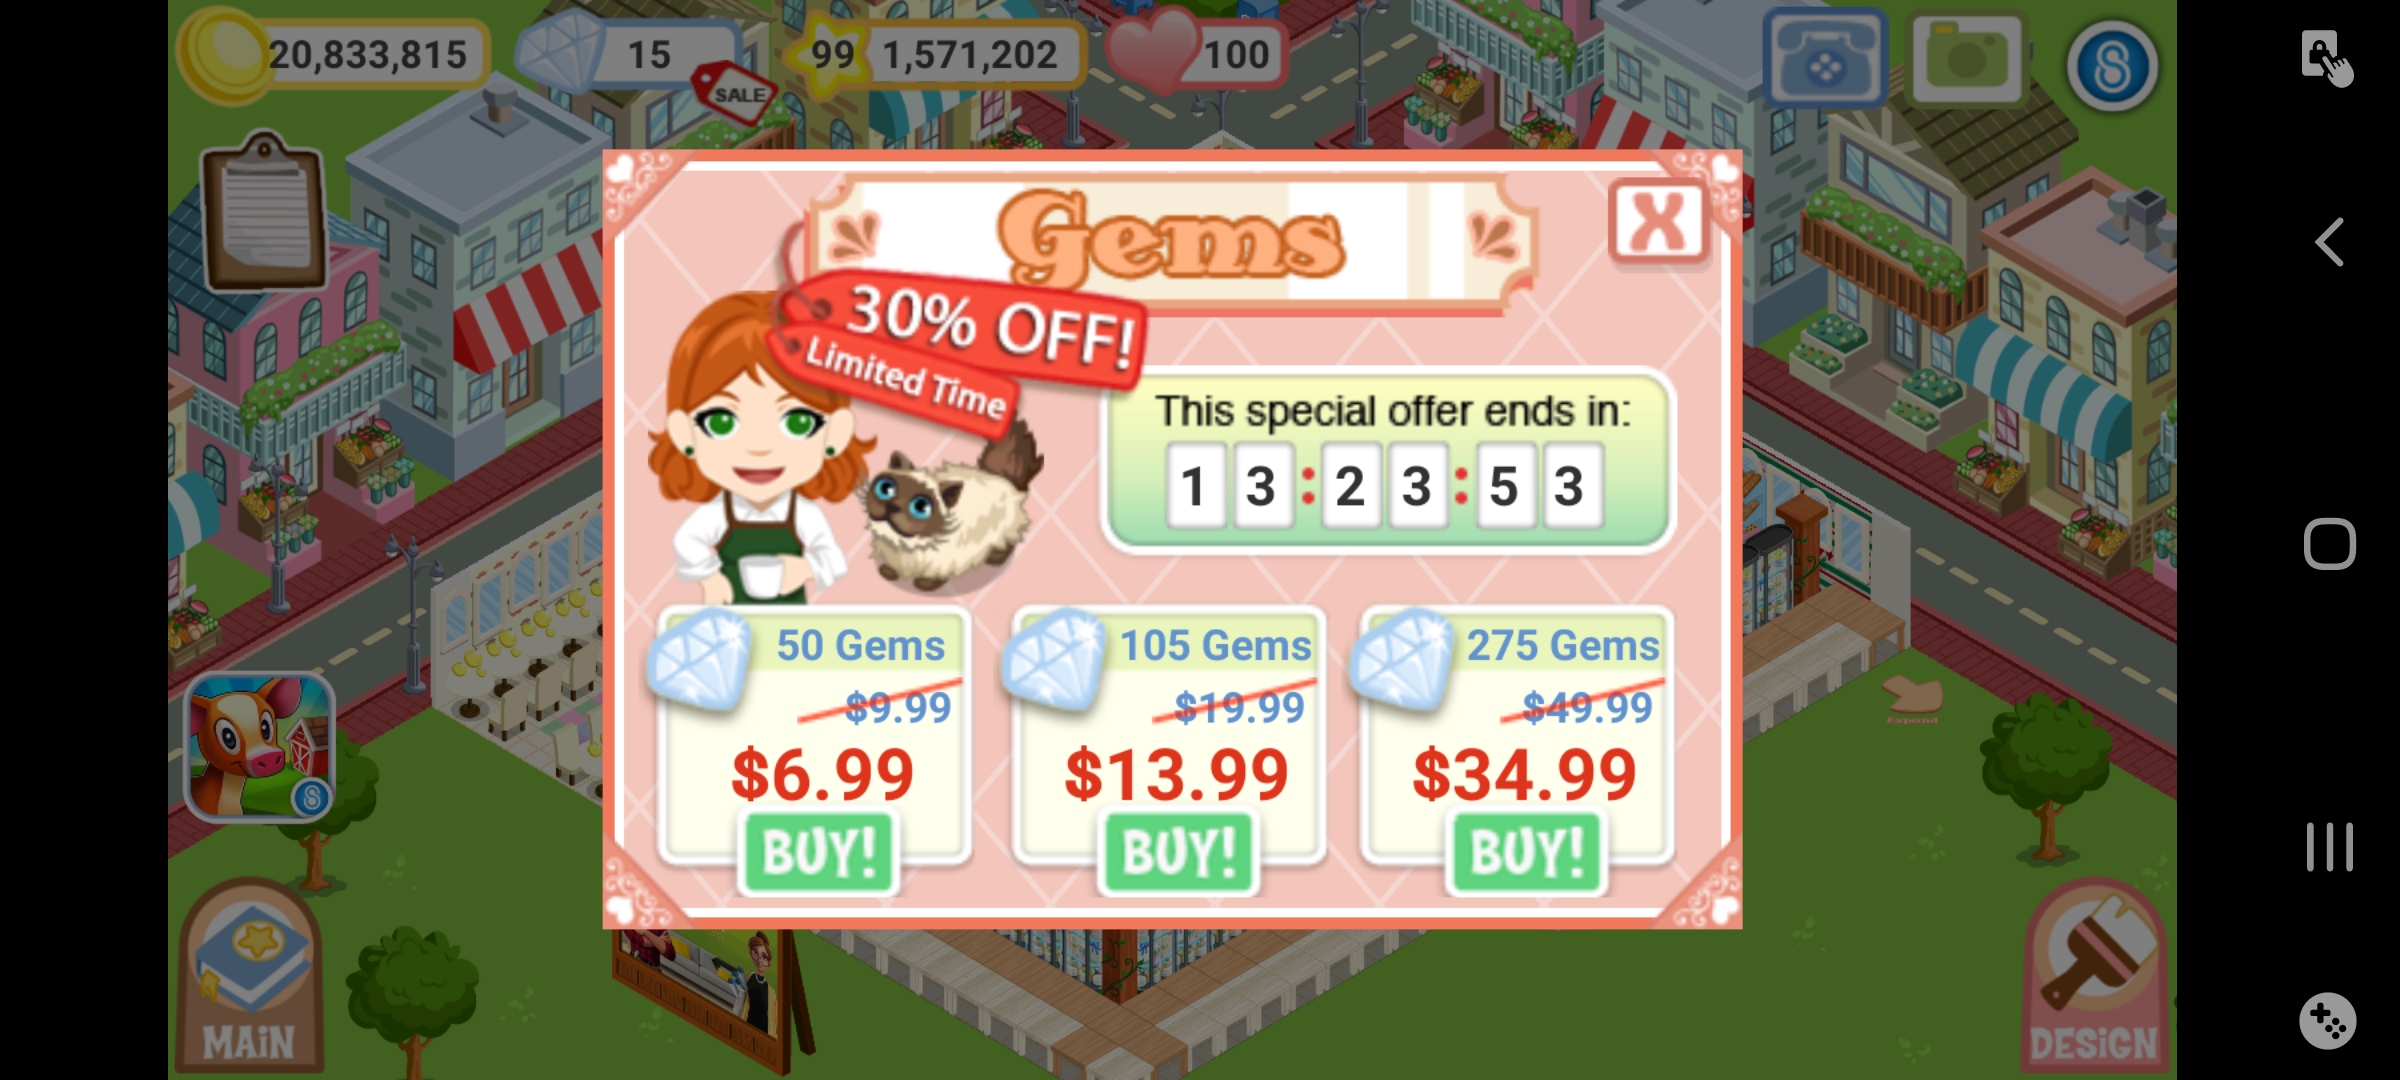 20,833,815
15
SALE
99
1,571,202
100
Gems
X
30% OFF!
Limited Time
This special offer ends in:
13:23:53
50 Gems
$9.99
$6.99
BUY!
105 Gems
$19.99
$13.99
BUY!
275 Gems
$49.99
$34.99
BUY!
Expand
MAiN
DESiGN